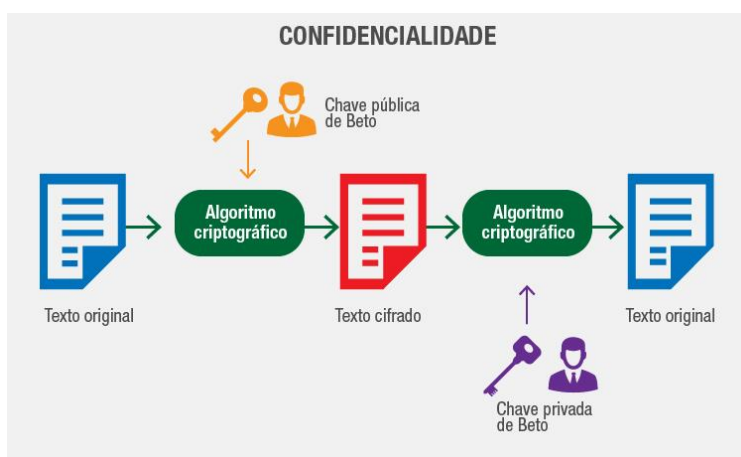 CONFIDENCIALIDADE
Chave pública
de Beto
Algoritmo
criptográfico
Algoritmo
criptográfico
Texto original
Texto cifrado
Texto original
Chave privada
de Beto